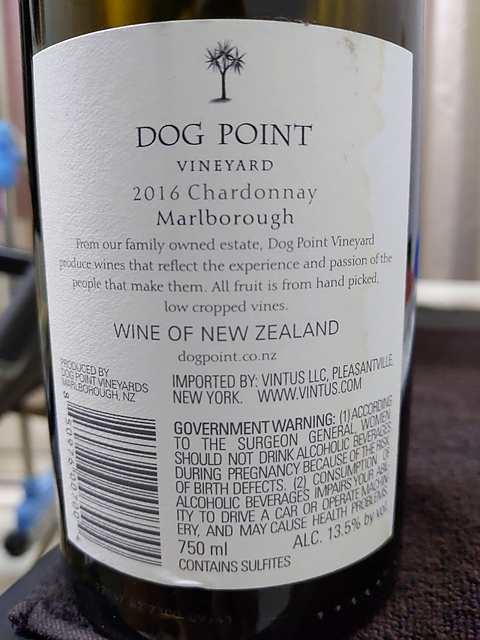 DOG POINT
VINEYARD
2016 Chardonnay
Marlborough
From our family owned estate, Dog Point Vineyard
produce wines that reflect the experience and passion of the
people that make them. All fruit is from hand picked,
low cropped vines.
WINE OF NEW ZEALAND
dogpoint.co.nz
PRODUCED BY
DOG POINT VINEYARDS
MARLBOROUGH, NZ
IMPORTED BY: VINTUS LLC, PLEASANTVILLE,
NEW YORK. WWW.VINTUS.COM
GOVERNMENT WARNING: (1) ACCORDING
TO THE SURGEON GENERAL, WOMEN
SHOULD NOT DRINK ALCOHOLIC BEVERAGES
DURING PREGNANCY BECAUSE OF THE RISK
OF BIRTH DEFECTS. (2) CONSUMPTION OF
ALCOHOLIC BEVERAGES IMPAIRS YOUR ABIL
ITY TO DRIVE A CAR OR OPERATE MACHIN
ERY, AND MAY CAUSE HEALTH PROBLEMS.
750 ml ALC. 13.5% by vol.
CONTAINS SULFITES